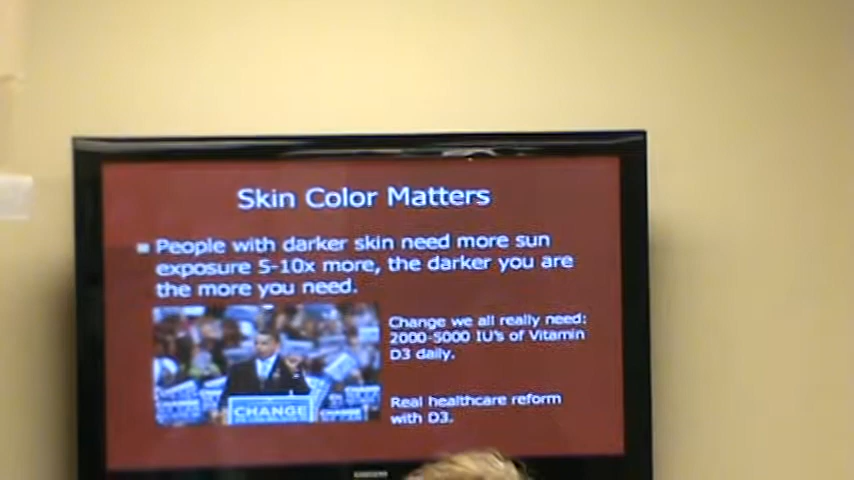 Skin Color Matters
People with darker skin need more sun
exposure 5-10x more, the darker you are
the more you need.
Change we all really need:
2000-5000 IU's of Vitamin
D3 daily.
CHANGE
Real healthcare reform
with D3.